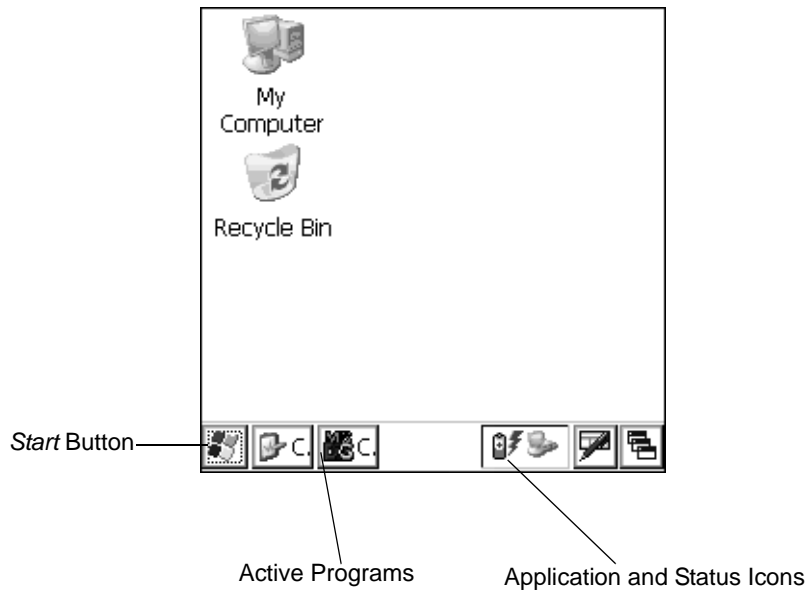 My
Computer
Recycle Bin
Start Button
C.
C.
Active Programs
Application and Status Icons